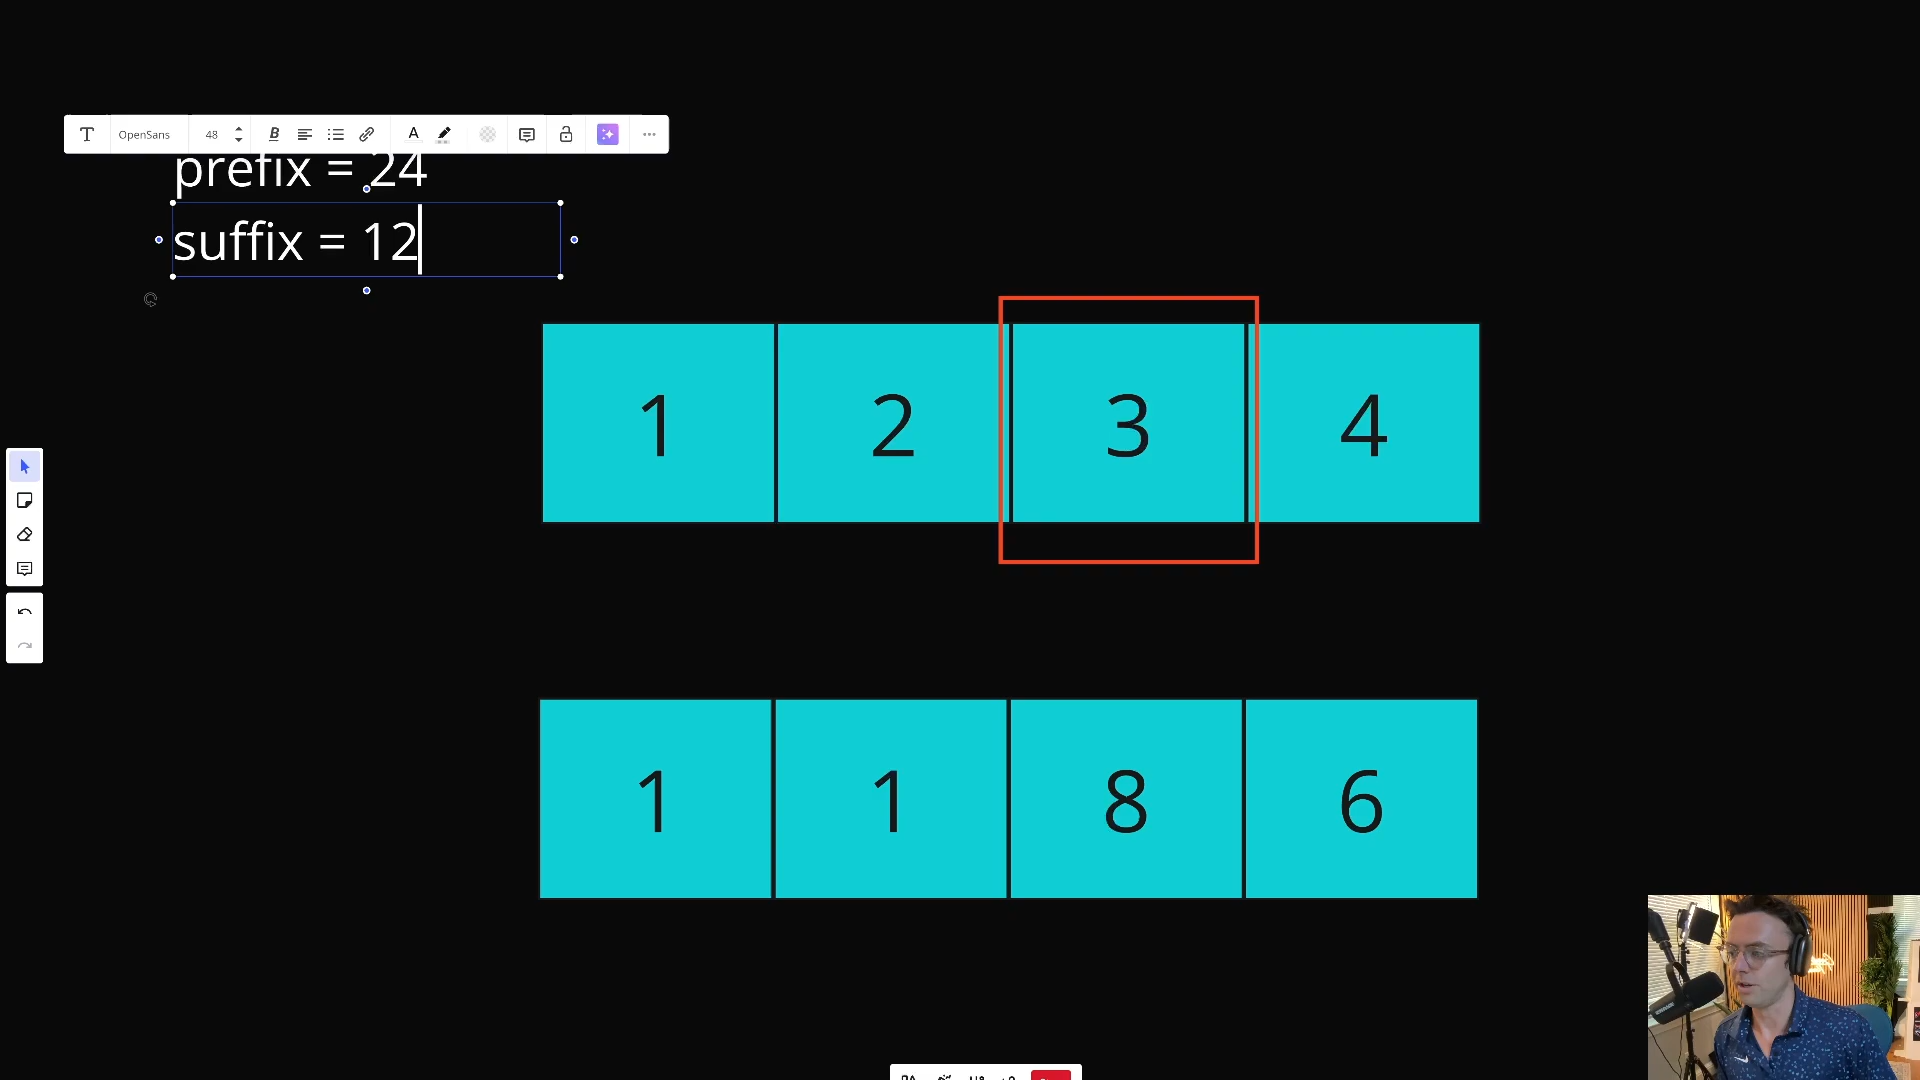 OpenSans 48 B A
prefix = 24
suffix = 12
1 2 3 4
1 1 8 6